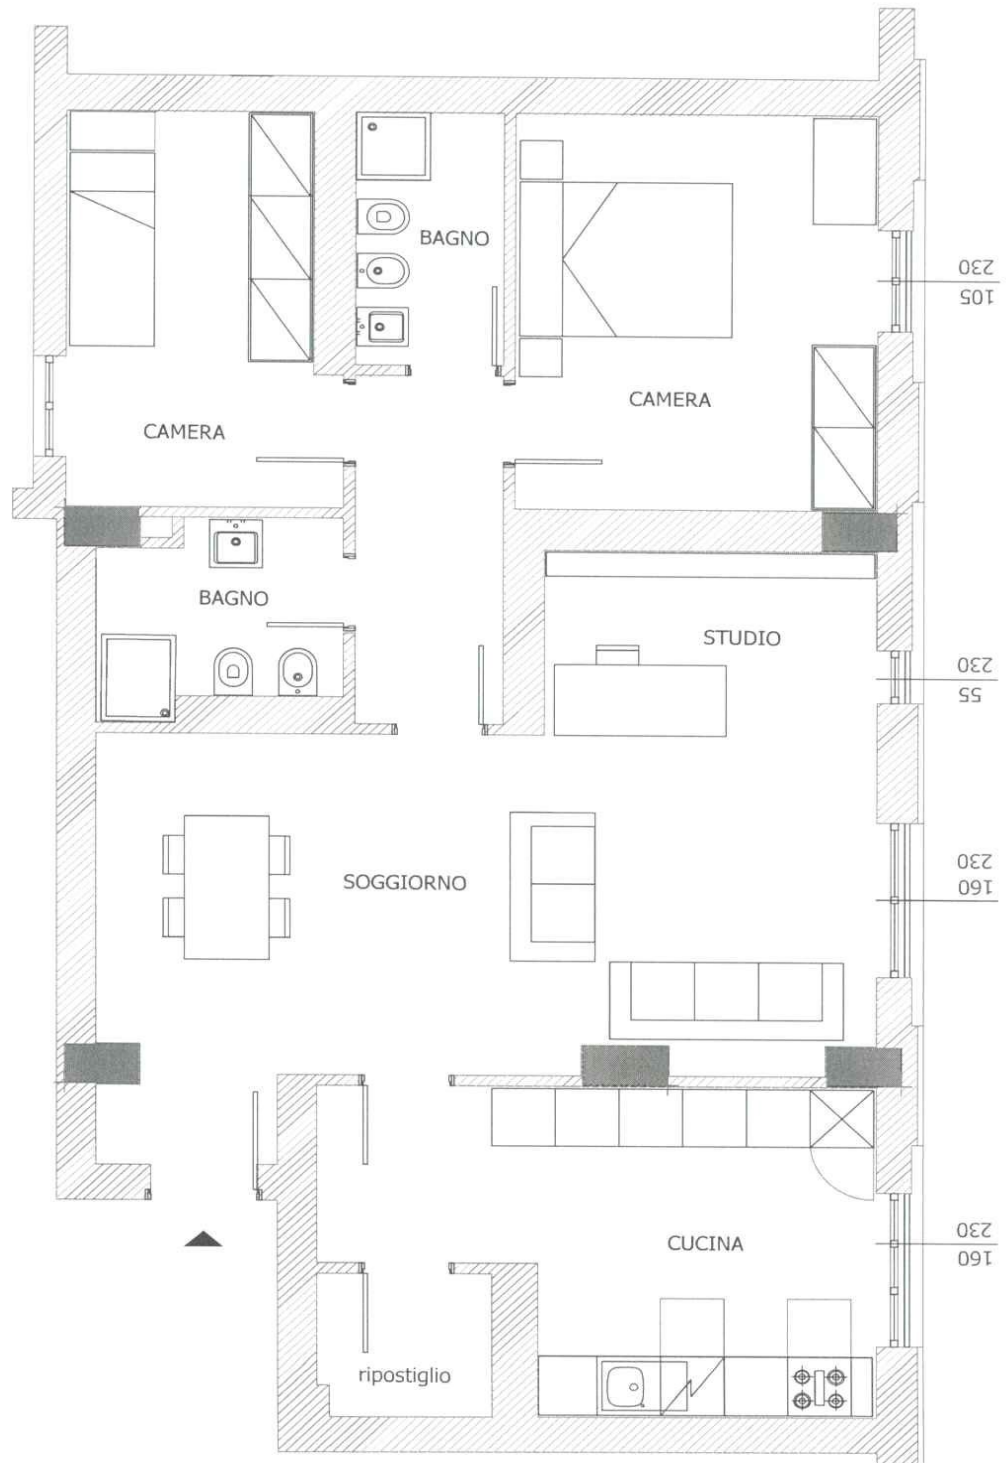 BAGNO
230
105
CAMERA
CAMERA
BAGNO
STUDIO
230
55
SOGGIORNO
230
160
CUCINA
230
160
ripostiglio